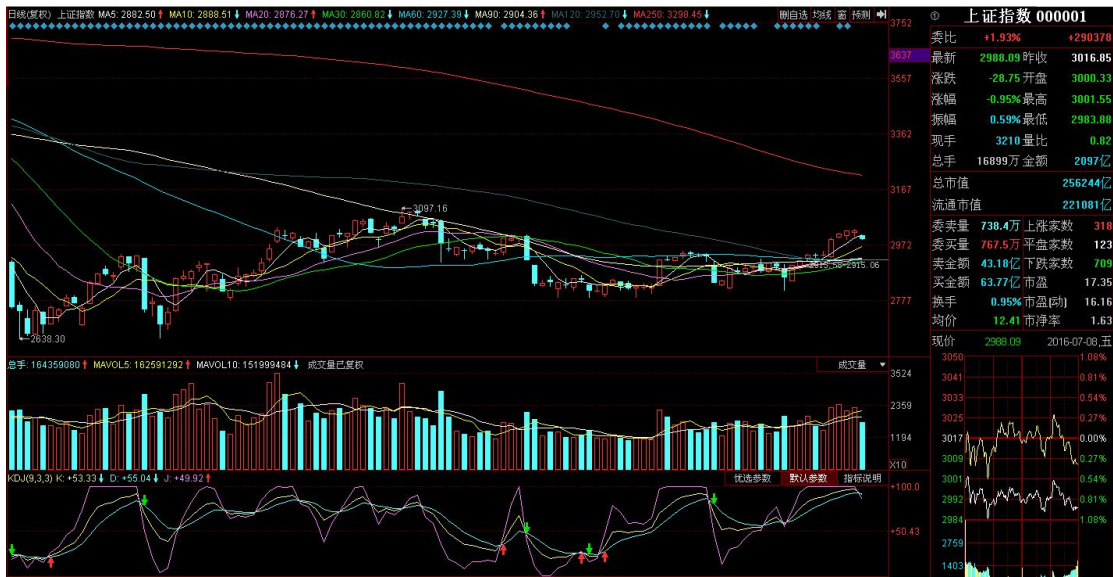 日线(复权) 上证指数 MA5: 2882.50↑ MA10: 2888.51↓ MA20: 2876.27↑ MA30: 2860.82↓ MA60: 2927.39↓ MA90: 2904.36↑ MA120: 2952.70↓ MA250: 3298.45↓ 删自选 均线 窗 预测
3752
3637
3557
3362
3167
2972
2777
3097.16
2915.06
2638.30
总手: 164359080↑ MAVOL5: 162591292↑ MAVOL10: 151999484↓ 成交量已复权 成交量
3524
2359
1194
X10
KDJ(9,3,3) K: +53.33↓ D: +55.04↓ J: +49.92↑ 优选参数 默认参数 指标说明
+100.0
+50.43
上证指数 000001
委比 +1.93% +290378
最新 2988.09 昨收 3016.85
涨跌 -28.75 开盘 3000.33
涨幅 -0.95% 最高 3001.55
振幅 0.59% 最低 2983.88
现手 3210 量比 0.82
总手 16899万 金额 2097亿
总市值 256244亿
流通市值 221081亿
委卖量 738.4万 上涨家数 318
委买量 767.5万 平盘家数 123
卖金额 43.18亿 下跌家数 709
买金额 63.77亿 市盈 17.35
换手 0.95% 市盈(动) 16.16
均价 12.41 市净率 1.63
现价 2988.09 2016-07-08,五
3050 1.08%
3041 0.81%
3033 0.54%
3025 0.27%
3017 0.00%
3009 0.27%
3001 0.54%
2992 0.81%
2984 1.08%
2759
1403